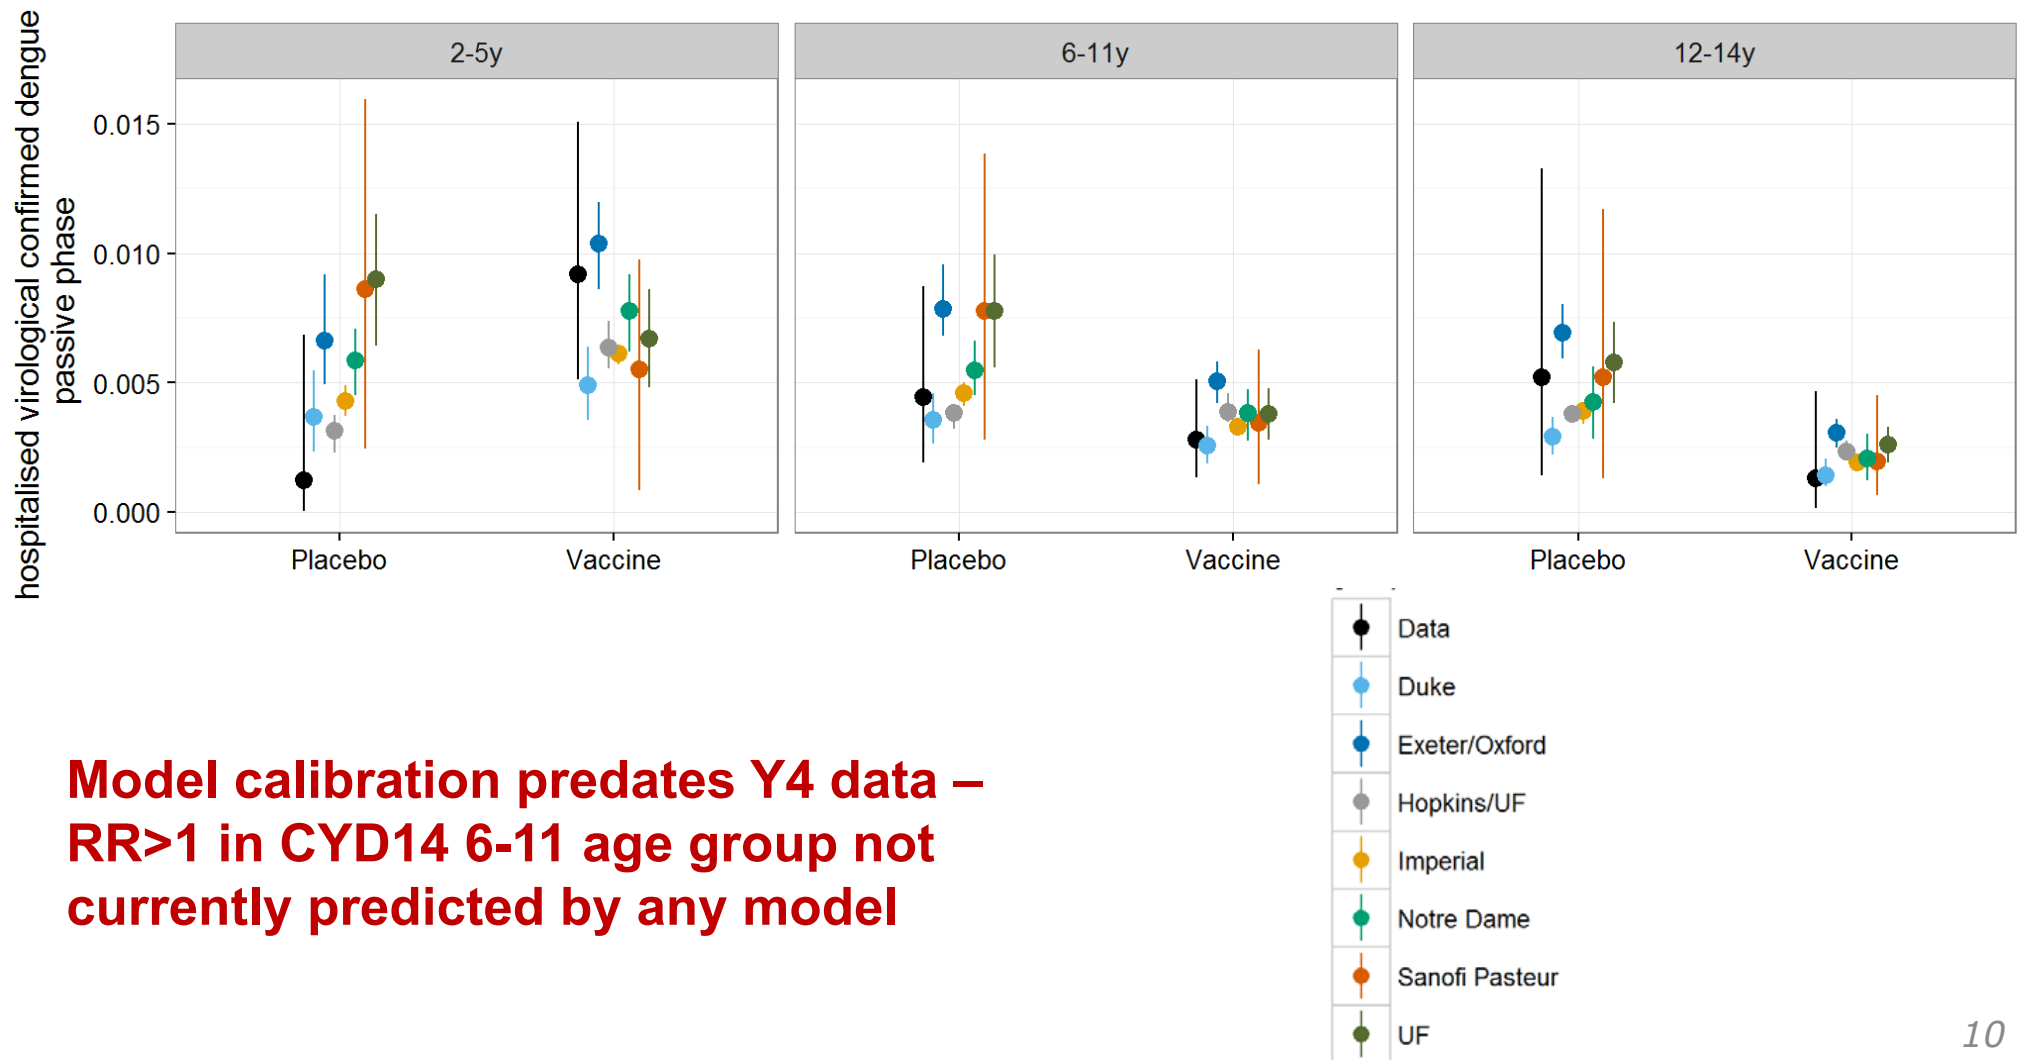 hospitalised virological confirmed dengue
passive phase
2-5y
6-11y
12-14y
0.015
0.010
0.005
0.000
Placebo
Vaccine
Placebo
Vaccine
Placebo
Vaccine
Data
Duke
Exeter/Oxford
Hopkins/UF
Imperial
Notre Dame
Sanofi Pasteur
UF
Model calibration predates Y4 data –
RR>1 in CYD14 6-11 age group not
currently predicted by any model
10